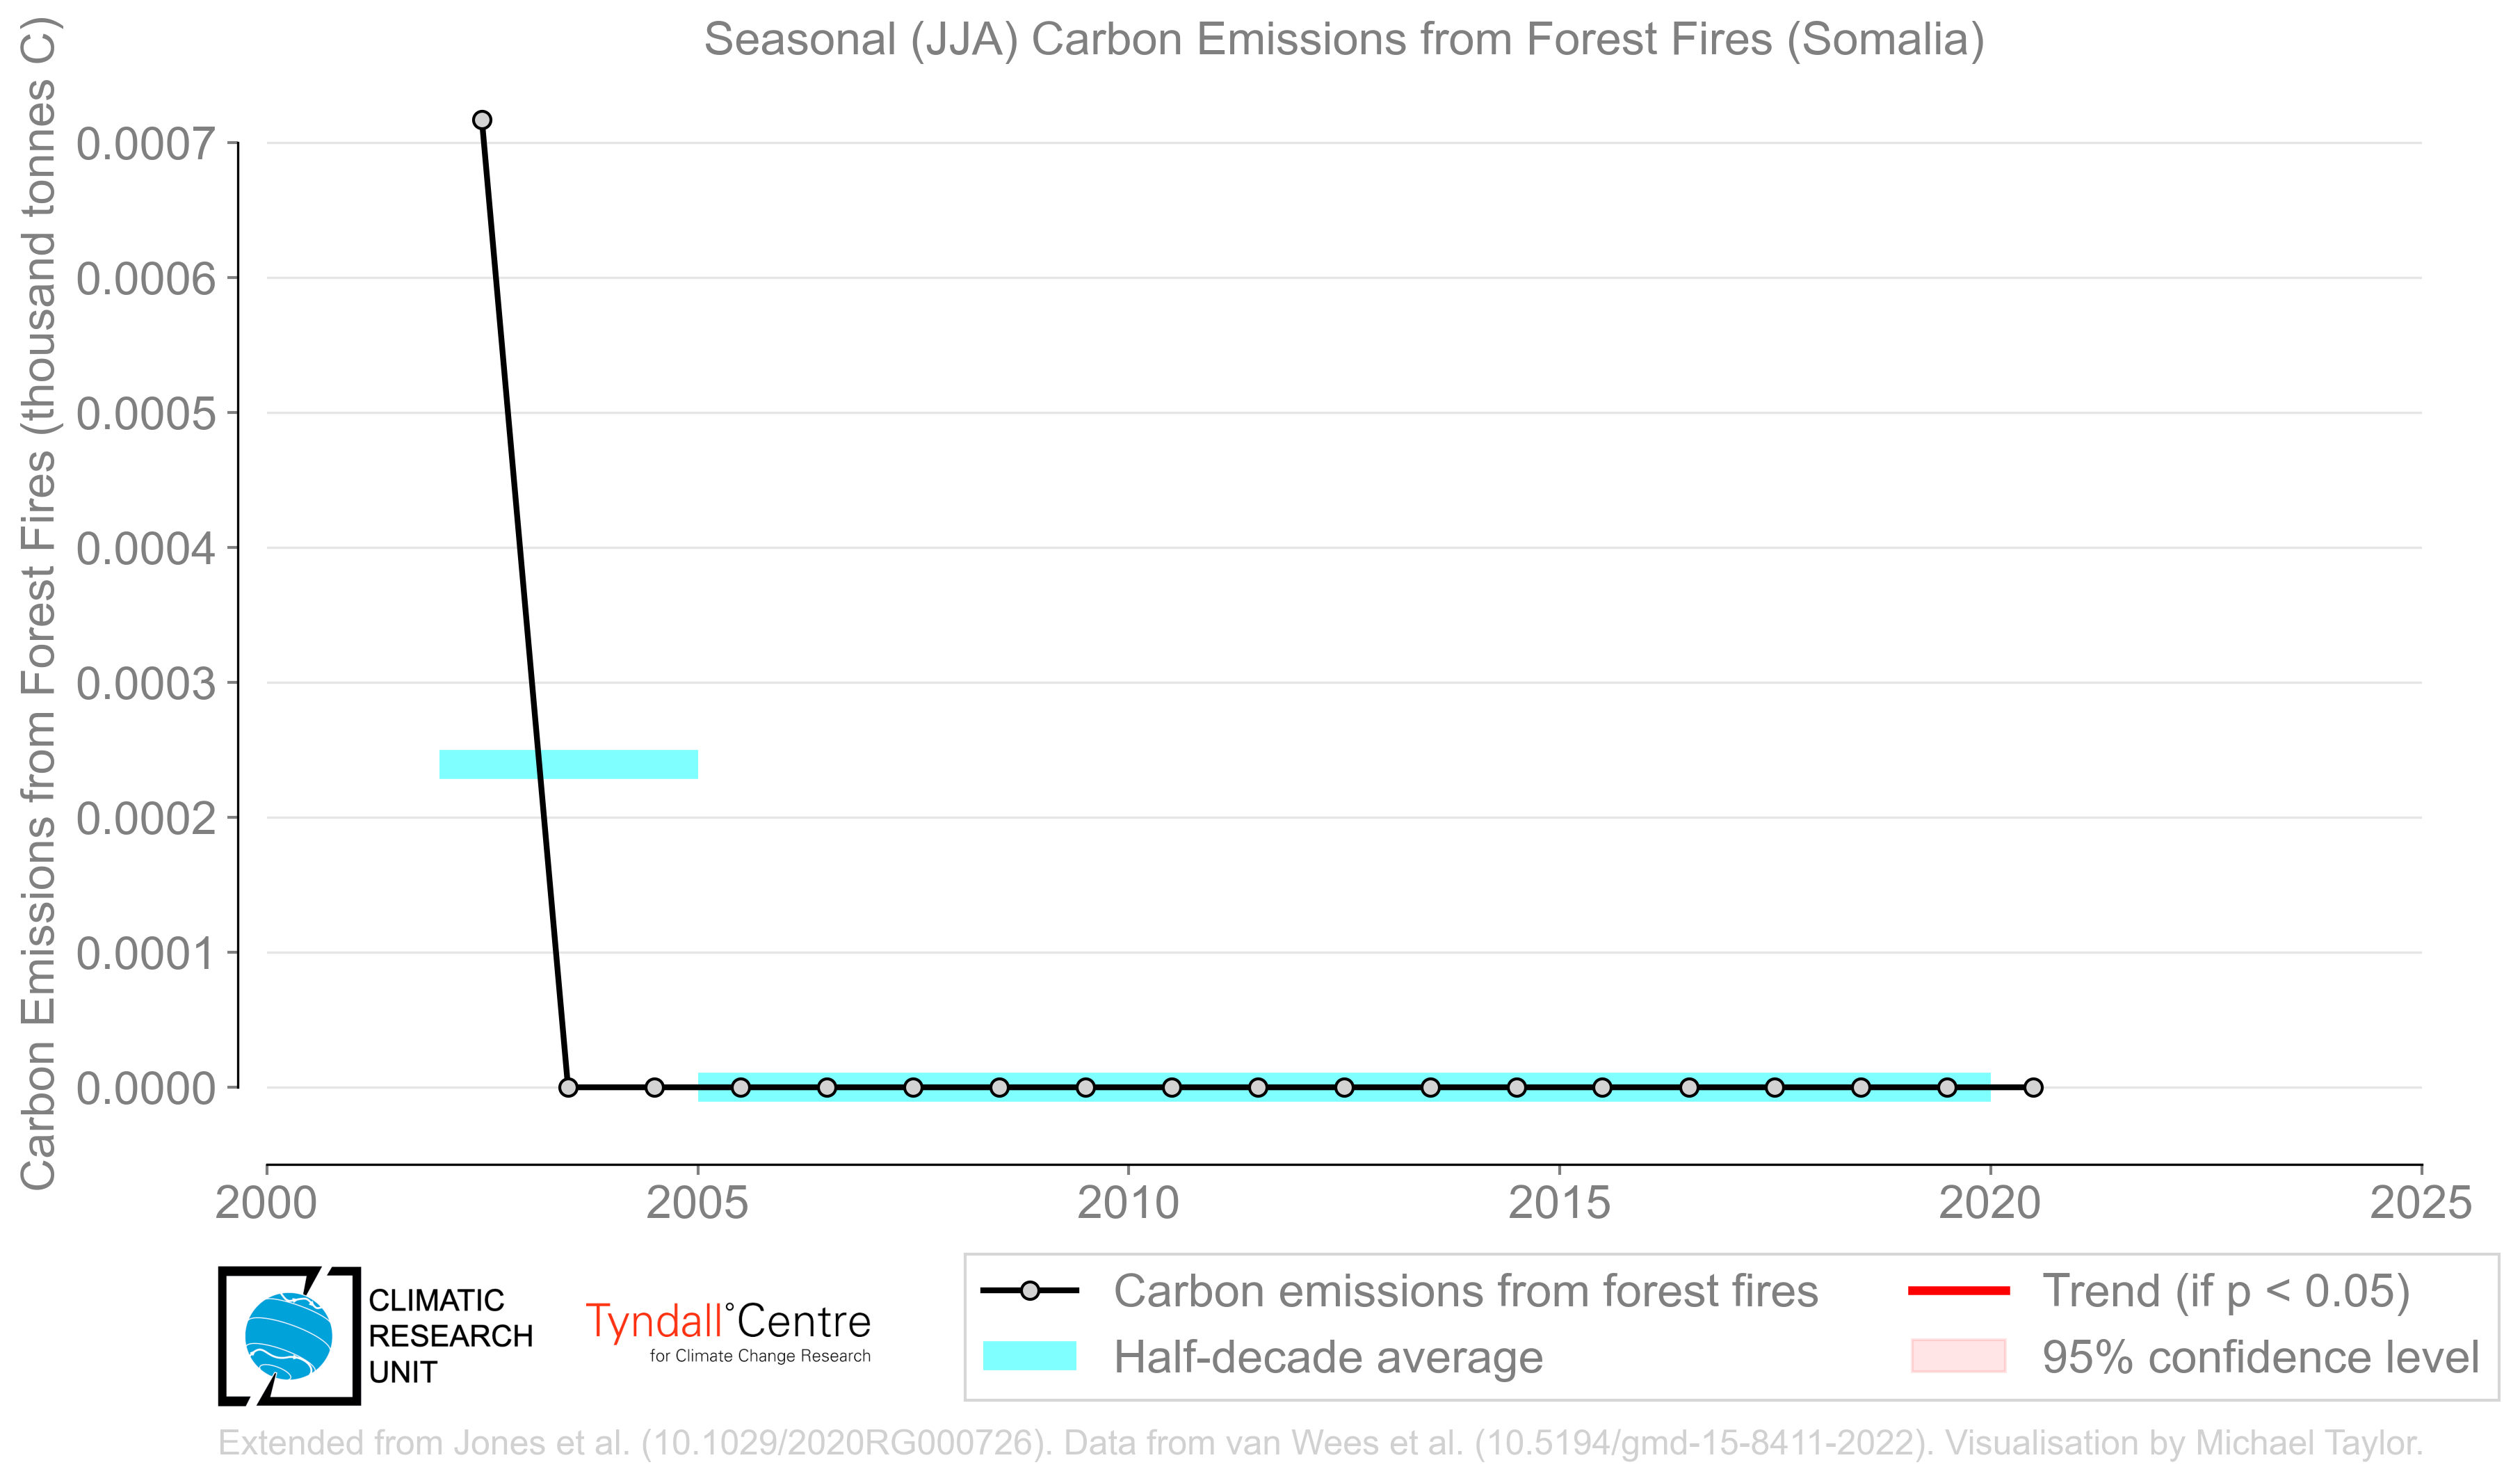 Seasonal (JJA) Carbon Emissions from Forest Fires (Somalia)
Carbon Emissions from Forest Fires (thousand tonnes C)
0.0007
0.0006
0.0005
0.0004
0.0003
0.0002
0.0001
0.0000
2000 2005 2010 2015 2020 2025
CLIMATIC
RESEARCH
UNIT
Tyndall°Centre
for Climate Change Research
Carbon emissions from forest fires
Half-decade average
Trend (if p < 0.05)
95% confidence level
Extended from Jones et al. (10.1029/2020RG000726). Data from van Wees et al. (10.5194/gmd-15-8411-2022). Visualisation by Michael Taylor.